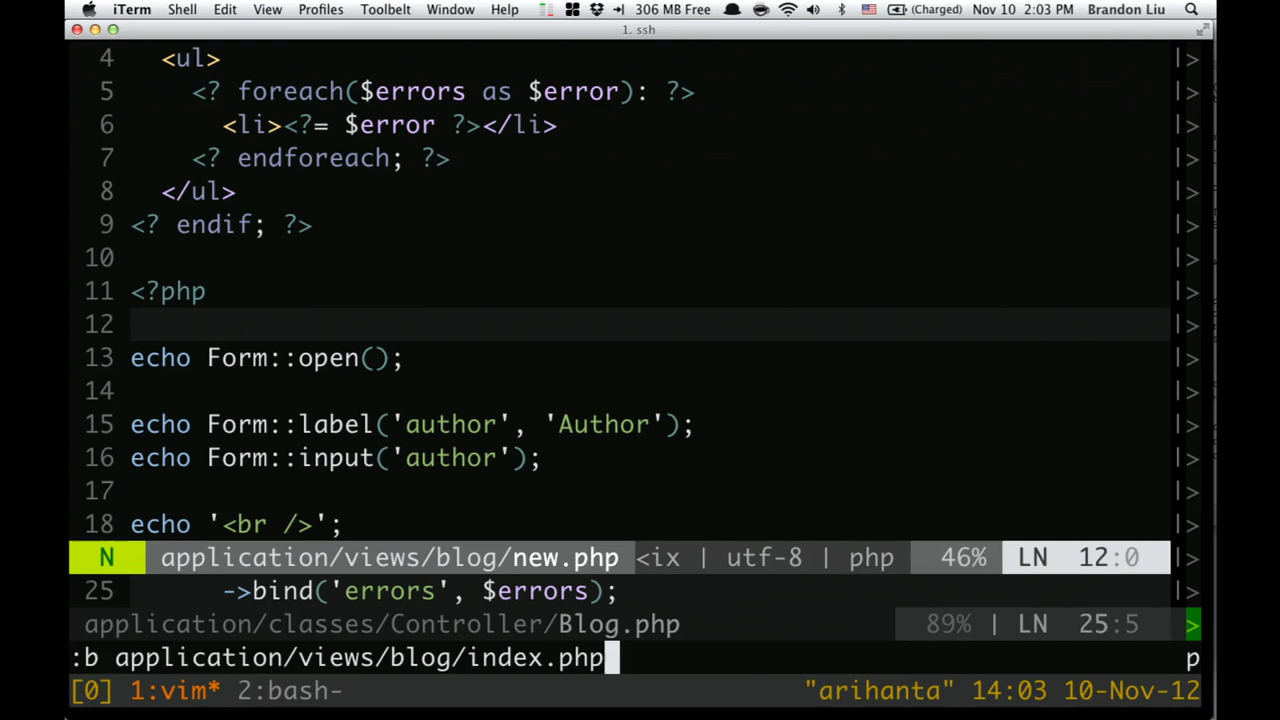 iTerm Shell Edit View Profiles Toolbelt Window Help 306 MB Free (Charged) Nov 10 2:03 PM Brandon Liu
1. ssh
4 <ul> |>
5 <? foreach($errors as $error): ?> |>
6 <li><?= $error ?></li> |>
7 <? endforeach; ?> |>
8 </ul> |>
9 <? endif; ?> |>
10 |>
11 <?php |>
12 |>
13 echo Form::open(); |>
14 |>
15 echo Form::label('author', 'Author'); |>
16 echo Form::input('author'); |>
17 |>
18 echo '<br />'; |>
N application/views/blog/new.php <ix | utf-8 | php 46% LN 12:0 |>
25 ->bind('errors', $errors); |>
application/classes/Controller/Blog.php 89% | LN 25:5 >
:b application/views/blog/index.php p
[0] 1:vim* 2:bash- "arihanta" 14:03 10-Nov-12